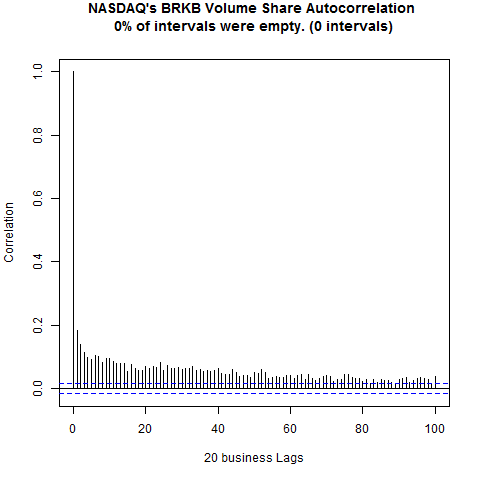 NASDAQ's BRKB Volume Share Autocorrelation
0% of intervals were empty. (0 intervals)
1.0
0.8
0.6
0.4
0.2
0.0
Correlation
0 20 40 60 80 100
20 business Lags